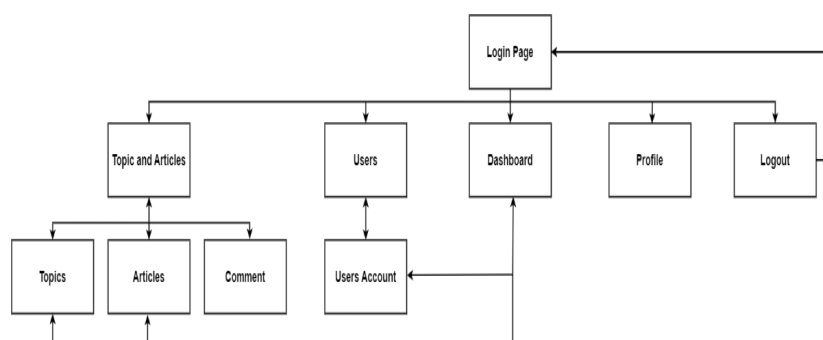 Login Page
Topic and Articles
Users
Dashboard
Profile
Logout
Topics
Articles
Comment
Users Account